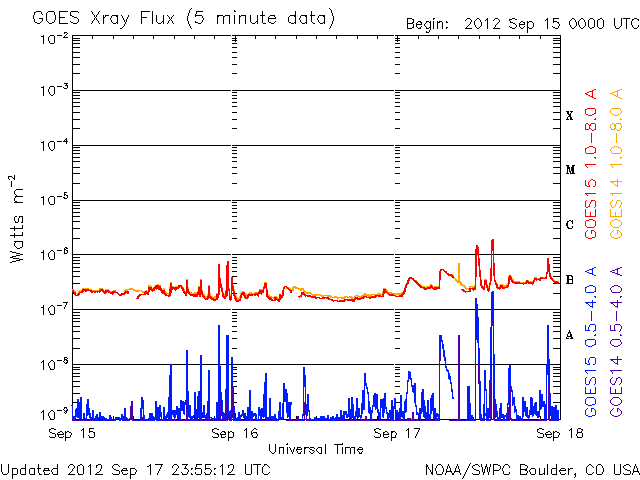 GOES Xray Flux (5 minute data)
Begin: 2012 Sep 15 0000 UTC
10⁻²
10⁻³
10⁻⁴
10⁻⁵
10⁻⁶
10⁻⁷
10⁻⁸
10⁻⁹
Watts m⁻²
X
M
C
B
A
GOES15 1.0-8.0 A
GOES14 1.0-8.0 A
GOES15 0.5-4.0 A
GOES14 0.5-4.0 A
Sep 15 Sep 16 Sep 17 Sep 18
Universal Time
Updated 2012 Sep 17 23:55:12 UTC
NOAA/SWPC Boulder, CO USA